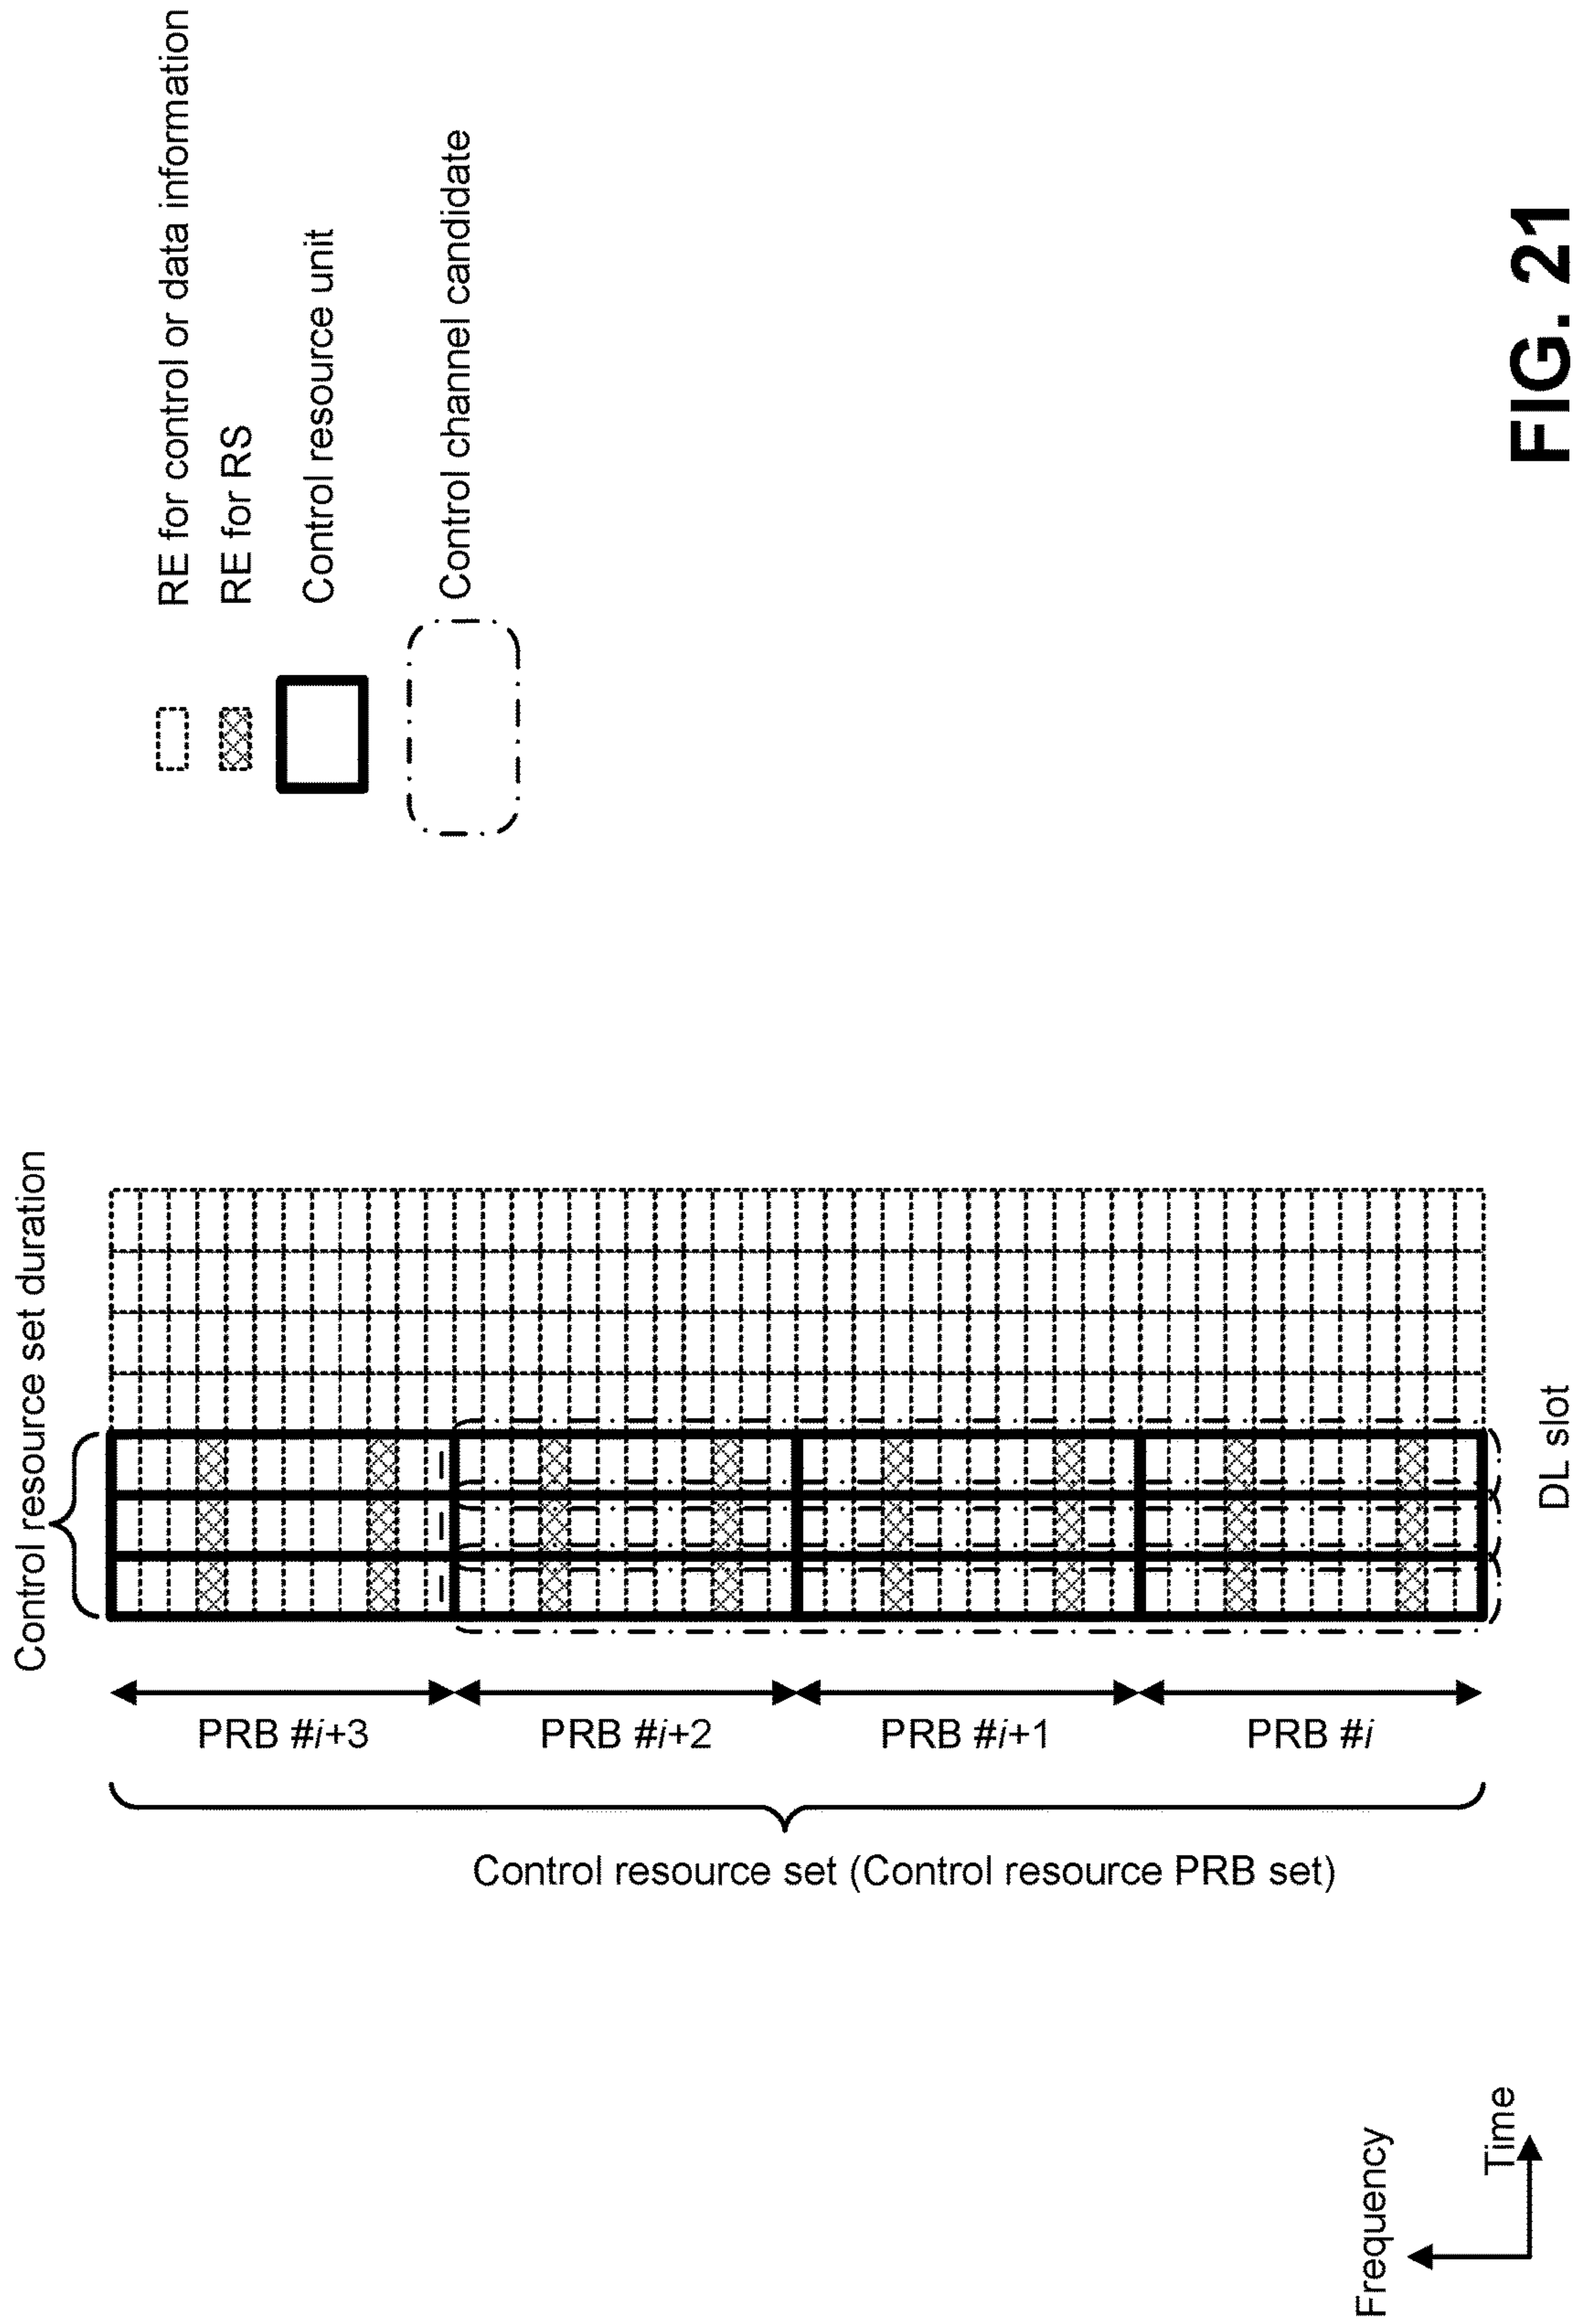 Control resource set duration
RE for control or data information
RE for RS
Control resource unit
Control channel candidate
PRB #i+3
PRB #i+2
PRB #i+1
PRB #i
Control resource set (Control resource PRB set)
DL slot
Frequency
Time
FIG. 21